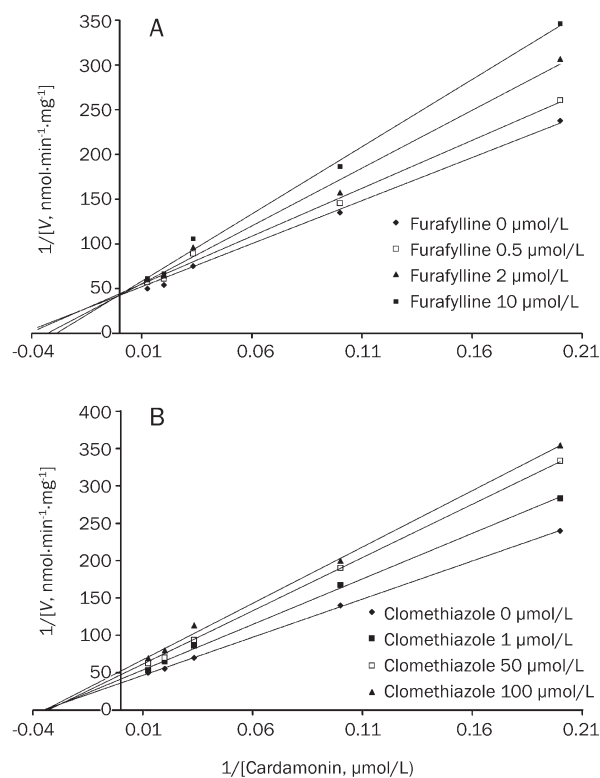 A
350
300
250
200
150
100
50
0
1/[V, nmol·min⁻¹·mg⁻¹]
Furafylline 0 µmol/L
Furafylline 0.5 µmol/L
Furafylline 2 µmol/L
Furafylline 10 µmol/L
-0.04 0.01 0.06 0.11 0.16 0.21
B
400
350
300
250
200
150
100
50
0
1/[V, nmol·min⁻¹·mg⁻¹]
Clomethiazole 0 µmol/L
Clomethiazole 1 µmol/L
Clomethiazole 50 µmol/L
Clomethiazole 100 µmol/L
-0.04 0.01 0.06 0.11 0.16 0.21
1/[Cardamonin, µmol/L)